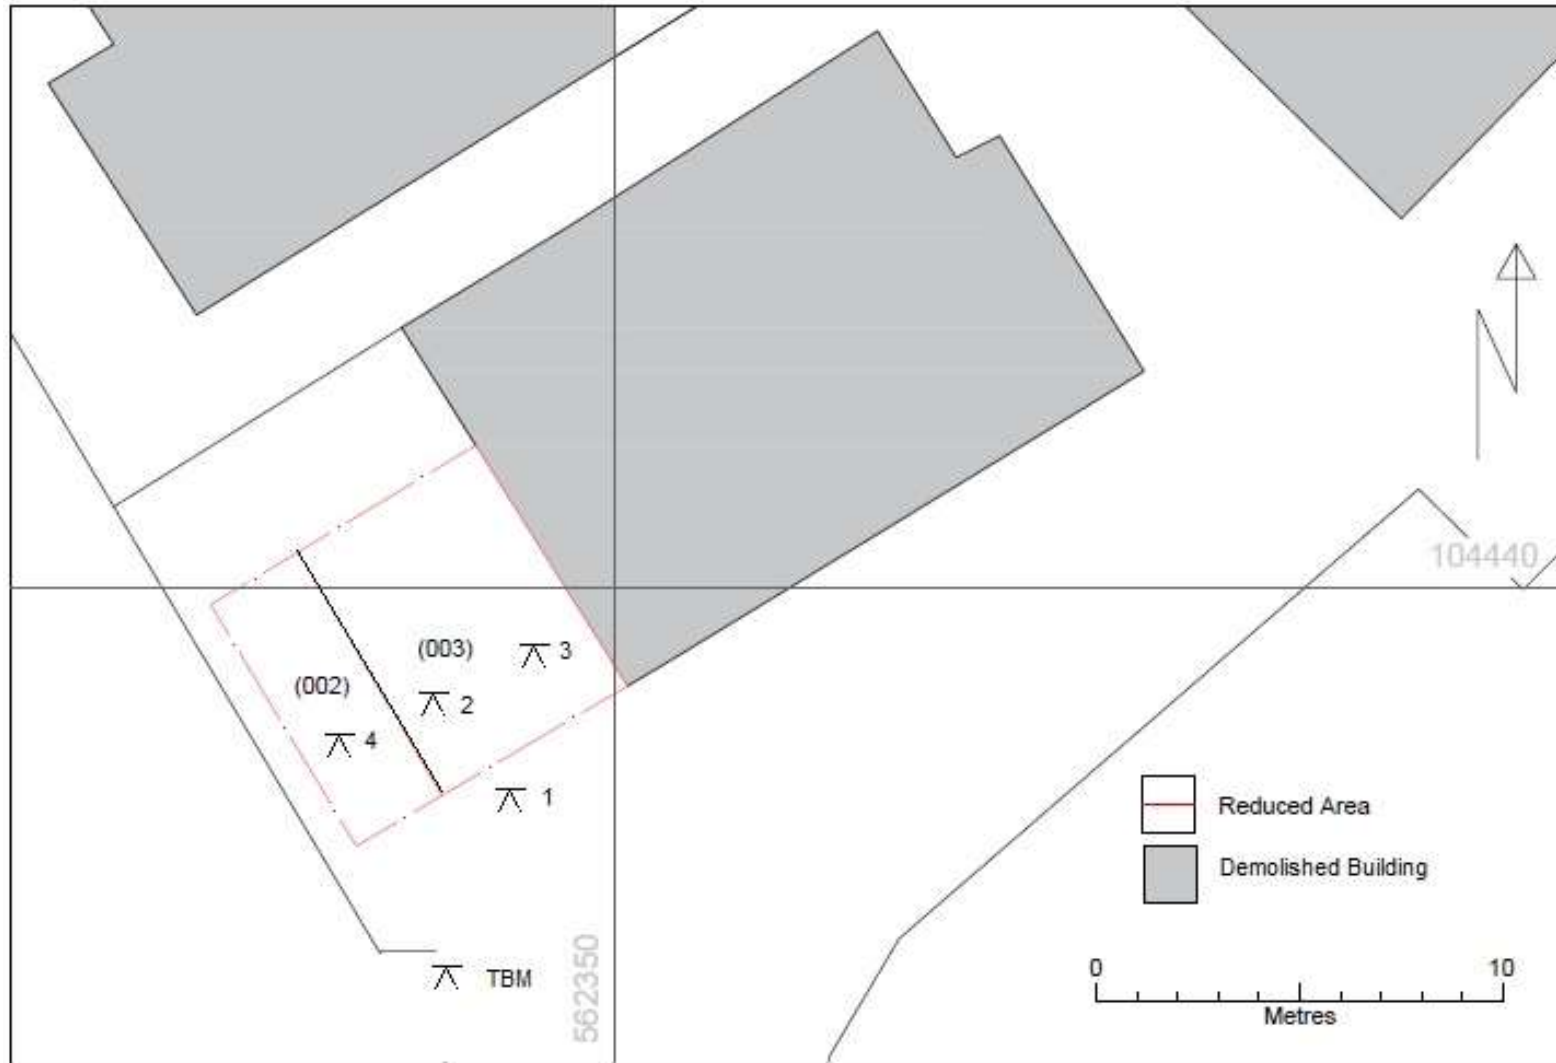 104440
(003)
3
(002)
2
4
1
Reduced Area
Demolished Building
562350
TBM
0
10
Metres